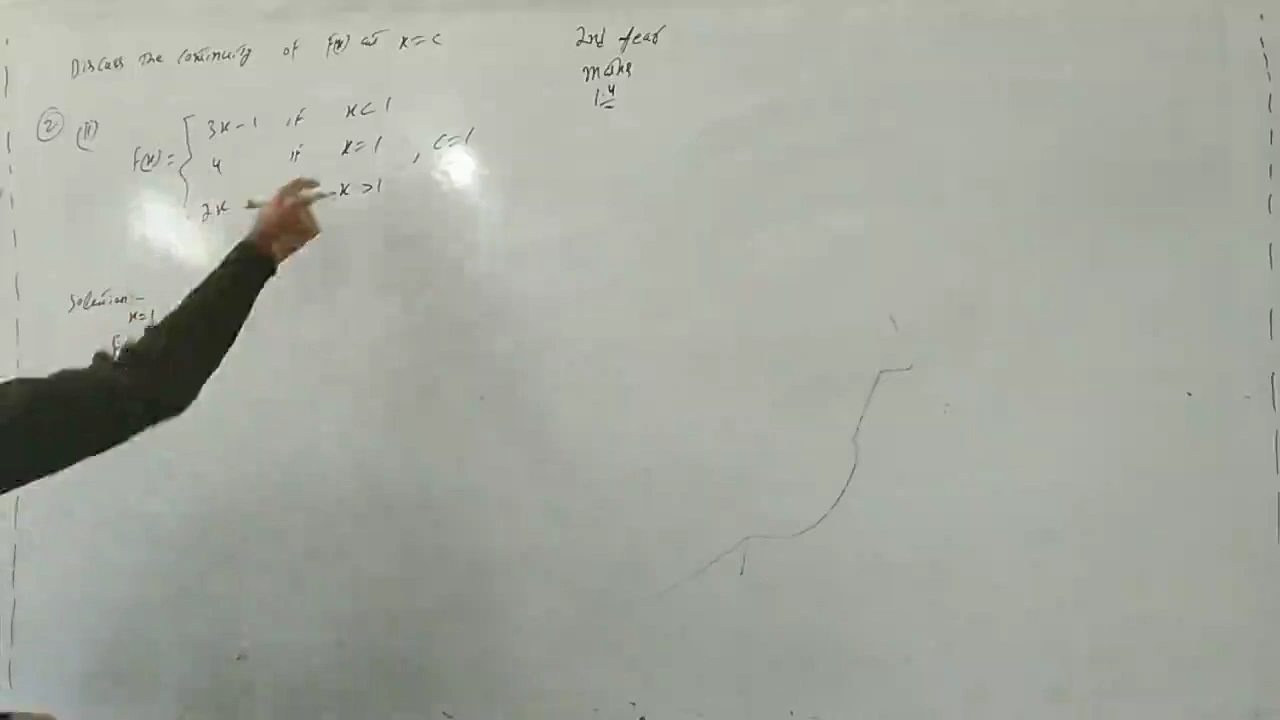 Discuss the continuity of f(x) at x=c
2nd year
maths
1.4
② (ii)
f(x)= { 3x-1 if x<1
4 if x=1 , c=1
2x x>1
Solution:-
x=1